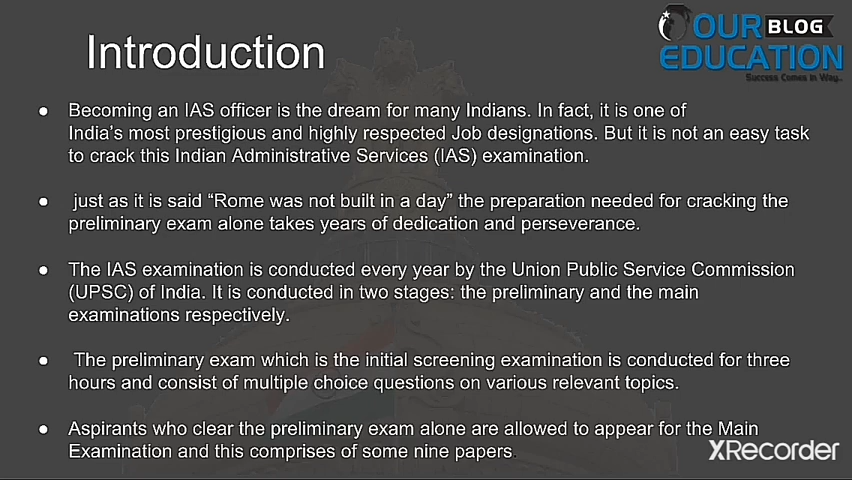 Introduction
OUR BLOG
EDUCATION
Success Comes in Way..
● Becoming an IAS officer is the dream for many Indians. In fact, it is one of
India's most prestigious and highly respected Job designations. But it is not an easy task
to crack this Indian Administrative Services (IAS) examination.
● just as it is said “Rome was not built in a day” the preparation needed for cracking the
preliminary exam alone takes years of dedication and perseverance.
● The IAS examination is conducted every year by the Union Public Service Commission
(UPSC) of India. It is conducted in two stages: the preliminary and the main
examinations respectively.
● The preliminary exam which is the initial screening examination is conducted for three
hours and consist of multiple choice questions on various relevant topics.
● Aspirants who clear the preliminary exam alone are allowed to appear for the Main
Examination and this comprises of some nine papers.
XRecorder